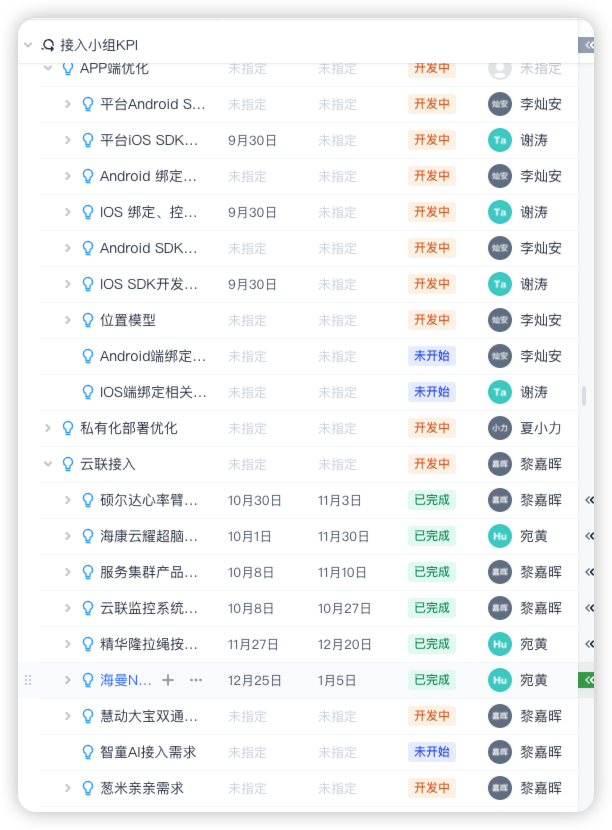 接入小组KPI
APP端优化 未指定 未指定 开发中 未指定
平台Android S... 未指定 未指定 开发中 灿安 李灿安
平台iOS SDK... 9月30日 未指定 开发中 Ta 谢涛
Android 绑定... 未指定 未指定 开发中 灿安 李灿安
IOS 绑定、控... 9月30日 未指定 开发中 Ta 谢涛
Android SDK... 未指定 未指定 开发中 灿安 李灿安
IOS SDK开发... 9月30日 未指定 开发中 Ta 谢涛
位置模型 未指定 未指定 开发中 灿安 李灿安
Android端绑定... 未指定 未指定 未开始 灿安 李灿安
IOS端绑定相关... 未指定 未指定 未开始 Ta 谢涛
私有化部署优化 未指定 未指定 开发中 小力 夏小力
云联接入 未指定 未指定 开发中 嘉晖 黎嘉晖
硕尔达心率臂... 10月30日 11月3日 已完成 嘉晖 黎嘉晖
海康云耀超脑... 10月1日 11月30日 已完成 Hu 宛黄
服务集群产品... 10月8日 11月10日 已完成 嘉晖 黎嘉晖
云联监控系统... 10月8日 10月27日 已完成 嘉晖 黎嘉晖
精华隆拉绳按... 11月27日 12月20日 已完成 Hu 宛黄
海曼N... 12月25日 1月5日 已完成 Hu 宛黄
慧动大宝双通... 未指定 未指定 开发中 嘉晖 黎嘉晖
智童AI接入需求 未指定 未指定 未开始 嘉晖 黎嘉晖
葱米亲亲需求 未指定 未指定 开发中 嘉晖 黎嘉晖